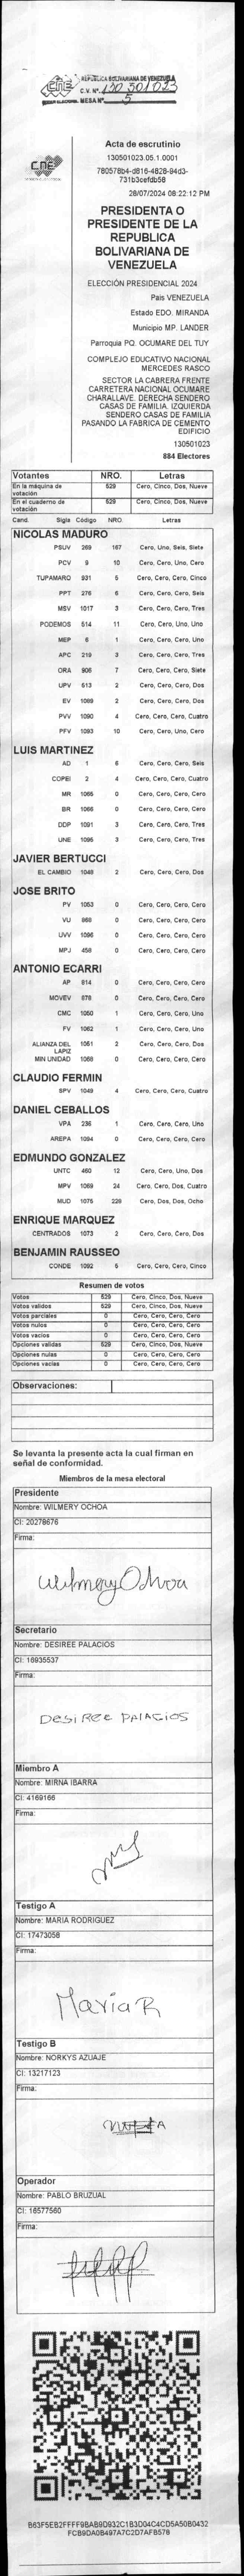 CNE
REPÚBLICA BOLIVARIANA DE VENEZUELA
C.V. Nº 130 501023
PODER ELECTORAL MESA Nº 5
CNE
Acta de escrutinio
130501023.05.1.0001
780578b4-d816-4828-94d3-
731b3cefdb58
28/07/2024 08:22:12 PM
PRESIDENTA O
PRESIDENTE DE LA
REPUBLICA
BOLIVARIANA DE
VENEZUELA
ELECCIÓN PRESIDENCIAL 2024
Pais VENEZUELA
Estado EDO. MIRANDA
Municipio MP. LANDER
Parroquia PQ. OCUMARE DEL TUY
COMPLEJO EDUCATIVO NACIONAL
MERCEDES RASCO
SECTOR LA CABRERA FRENTE
CARRETERA NACIONAL OCUMARE
CHARALLAVE. DERECHA SENDERO
CASAS DE FAMILIA. IZQUIERDA
SENDERO CASAS DE FAMILIA
PASANDO LA FABRICA DE CEMENTO
EDIFICIO
130501023
884 Electores
Votantes NRO. Letras
En la máquina de votación 529 Cero, Cinco, Dos, Nueve
En el cuaderno de votación 529 Cero, Cinco, Dos, Nueve
Cand. Sigla Código NRO. Letras
NICOLAS MADURO
PSUV 269 167 Cero, Uno, Seis, Siete
PCV 9 10 Cero, Cero, Uno, Cero
TUPAMARO 931 5 Cero, Cero, Cero, Cinco
PPT 276 6 Cero, Cero, Cero, Seis
MSV 1017 3 Cero, Cero, Cero, Tres
PODEMOS 514 11 Cero, Cero, Uno, Uno
MEP 6 1 Cero, Cero, Cero, Uno
APC 219 3 Cero, Cero, Cero, Tres
ORA 906 7 Cero, Cero, Cero, Siete
UPV 613 2 Cero, Cero, Cero, Dos
EV 1089 2 Cero, Cero, Cero, Dos
PVV 1090 4 Cero, Cero, Cero, Cuatro
PFV 1093 10 Cero, Cero, Uno, Cero
LUIS MARTINEZ
AD 1 6 Cero, Cero, Cero, Seis
COPEI 2 4 Cero, Cero, Cero, Cuatro
MR 1065 0 Cero, Cero, Cero, Cero
BR 1066 0 Cero, Cero, Cero, Cero
DDP 1091 3 Cero, Cero, Cero, Tres
UNE 1095 3 Cero, Cero, Cero, Tres
JAVIER BERTUCCI
EL CAMBIO 1048 2 Cero, Cero, Cero, Dos
JOSE BRITO
PV 1053 0 Cero, Cero, Cero, Cero
VU 868 0 Cero, Cero, Cero, Cero
UVV 1096 0 Cero, Cero, Cero, Cero
MPJ 458 0 Cero, Cero, Cero, Cero
ANTONIO ECARRI
AP 814 0 Cero, Cero, Cero, Cero
MOVEV 878 0 Cero, Cero, Cero, Cero
CMC 1050 1 Cero, Cero, Cero, Uno
FV 1062 1 Cero, Cero, Cero, Uno
ALIANZA DEL LAPIZ 1051 2 Cero, Cero, Cero, Dos
MIN UNIDAD 1068 0 Cero, Cero, Cero, Cero
CLAUDIO FERMIN
SPV 1049 4 Cero, Cero, Cero, Cuatro
DANIEL CEBALLOS
VPA 236 1 Cero, Cero, Cero, Uno
AREPA 1094 0 Cero, Cero, Cero, Cero
EDMUNDO GONZALEZ
UNTC 460 12 Cero, Cero, Uno, Dos
MPV 1069 24 Cero, Cero, Dos, Cuatro
MUD 1075 228 Cero, Dos, Dos, Ocho
ENRIQUE MARQUEZ
CENTRADOS 1073 2 Cero, Cero, Cero, Dos
BENJAMIN RAUSSEO
CONDE 1092 5 Cero, Cero, Cero, Cinco
Resumen de votos
Votos 529 Cero, Cinco, Dos, Nueve
Votos validos 529 Cero, Cinco, Dos, Nueve
Votos parciales 0 Cero, Cero, Cero, Cero
Votos nulos 0 Cero, Cero, Cero, Cero
Votos vacios 0 Cero, Cero, Cero, Cero
Opciones validas 529 Cero, Cinco, Dos, Nueve
Opciones nulas 0 Cero, Cero, Cero, Cero
Opciones vacias 0 Cero, Cero, Cero, Cero
Observaciones:
Se levanta la presente acta la cual firman en
señal de conformidad.
Miembros de la mesa electoral
Presidente
Nombre: WILMERY OCHOA
CI: 20278676
Firma:
Wilmery Ochoa
Secretario
Nombre: DESIREE PALACIOS
CI: 16935537
Firma:
Desiree Palacios
Miembro A
Nombre: MIRNA IBARRA
CI: 4169166
Firma:
Testigo A
Nombre: MARIA RODRIGUEZ
CI: 17473058
Firma:
Maria R
Testigo B
Nombre: NORKYS AZUAJE
CI: 13217123
Firma:
Operador
Nombre: PABLO BRUZUAL
CI: 16577560
Firma:
B63F5EB2FFFF9BAB9D932C1B3D04C4CD5A50B0432
FCB9DA0B497A7C2D7AFB578